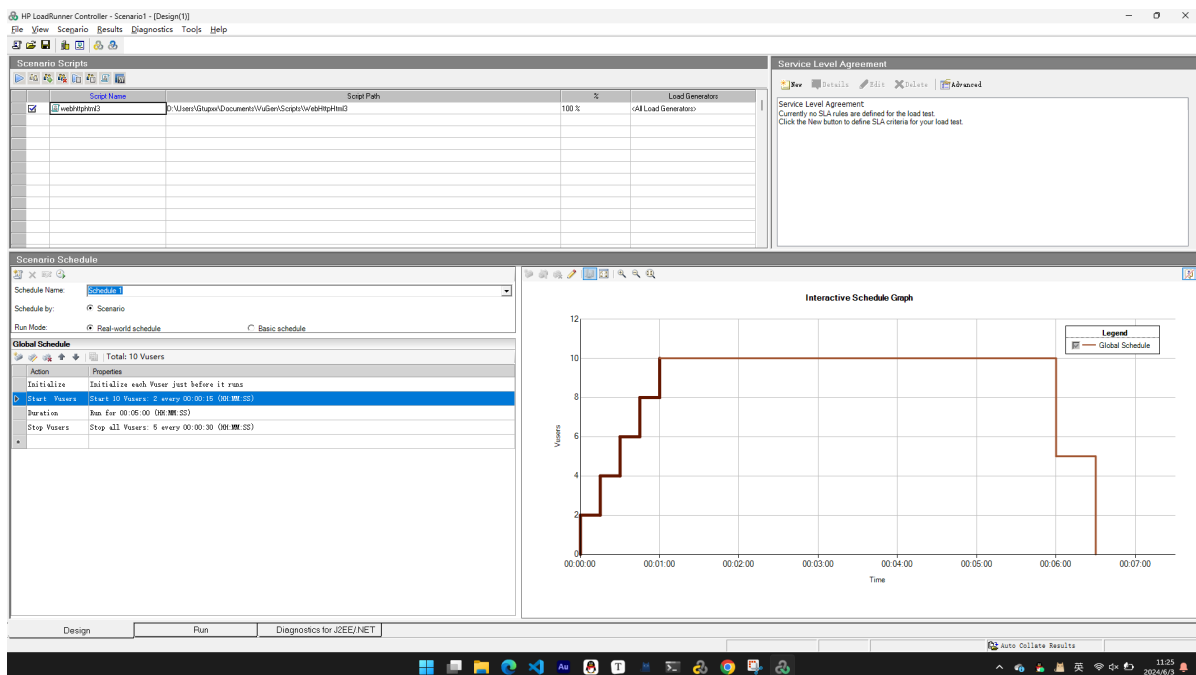 HP LoadRunner Controller - Scenario1 - [Design(1)]
File View Scenario Results Diagnostics Tools Help
Scenario Scripts
Script Name Script Path % Load Generators
webhttphtml3 D:\Users\Gtupxx\Documents\VuGen\Scripts\WebHttpHtml3 100 % <All Load Generators>
Service Level Agreement
New Details Edit Delete Advanced
Service Level Agreement
Currently no SLA rules are defined for the load test.
Click the New button to define SLA criteria for your load test.
Scenario Schedule
Schedule Name: Schedule 1
Schedule by: Scenario
Run Mode: Real-world schedule Basic schedule
Global Schedule
Total: 10 Vusers
Action Properties
Initialize Initialize each Vuser just before it runs
Start Vusers Start 10 Vusers: 2 every 00:00:15 (HH:MM:SS)
Duration Run for 00:05:00 (HH:MM:SS)
Stop Vusers Stop all Vusers: 5 every 00:00:30 (HH:MM:SS)
*
Interactive Schedule Graph
Legend
Global Schedule
Vusers
12
10
8
6
4
2
0
00:00:00 00:01:00 00:02:00 00:03:00 00:04:00 00:05:00 00:06:00 00:07:00
Time
Design Run Diagnostics for J2EE/.NET
Auto Collate Results
Au T 英 11:25
2024/6/3